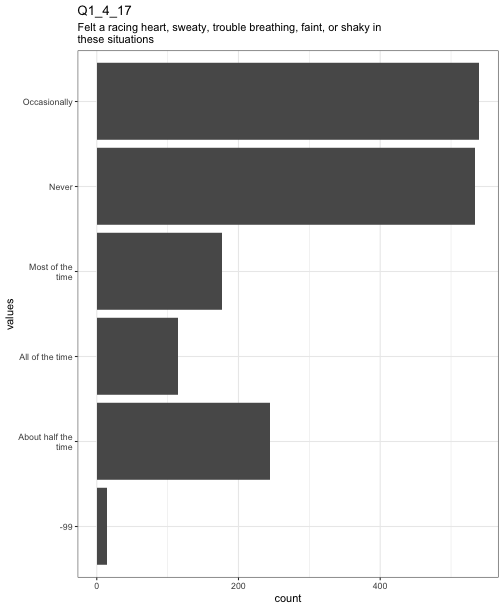 Q1_4_17
Felt a racing heart, sweaty, trouble breathing, faint, or shaky in
these situations
Occasionally
Never
Most of the
time
All of the time
About half the
time
-99
values
0
200
400
count